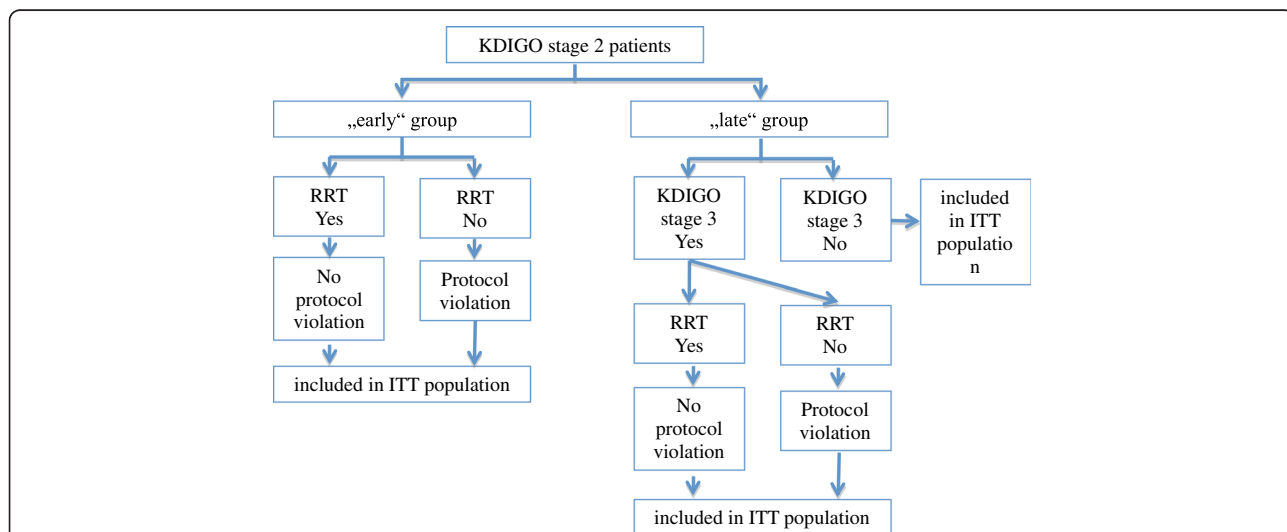 KDIGO stage 2 patients
„early“ group
„late“ group
RRT
Yes
RRT
No
KDIGO
stage 3
Yes
KDIGO
stage 3
No
included
in ITT
populatio
n
No
protocol
violation
Protocol
violation
RRT
Yes
RRT
No
included in ITT population
No
protocol
violation
Protocol
violation
included in ITT population